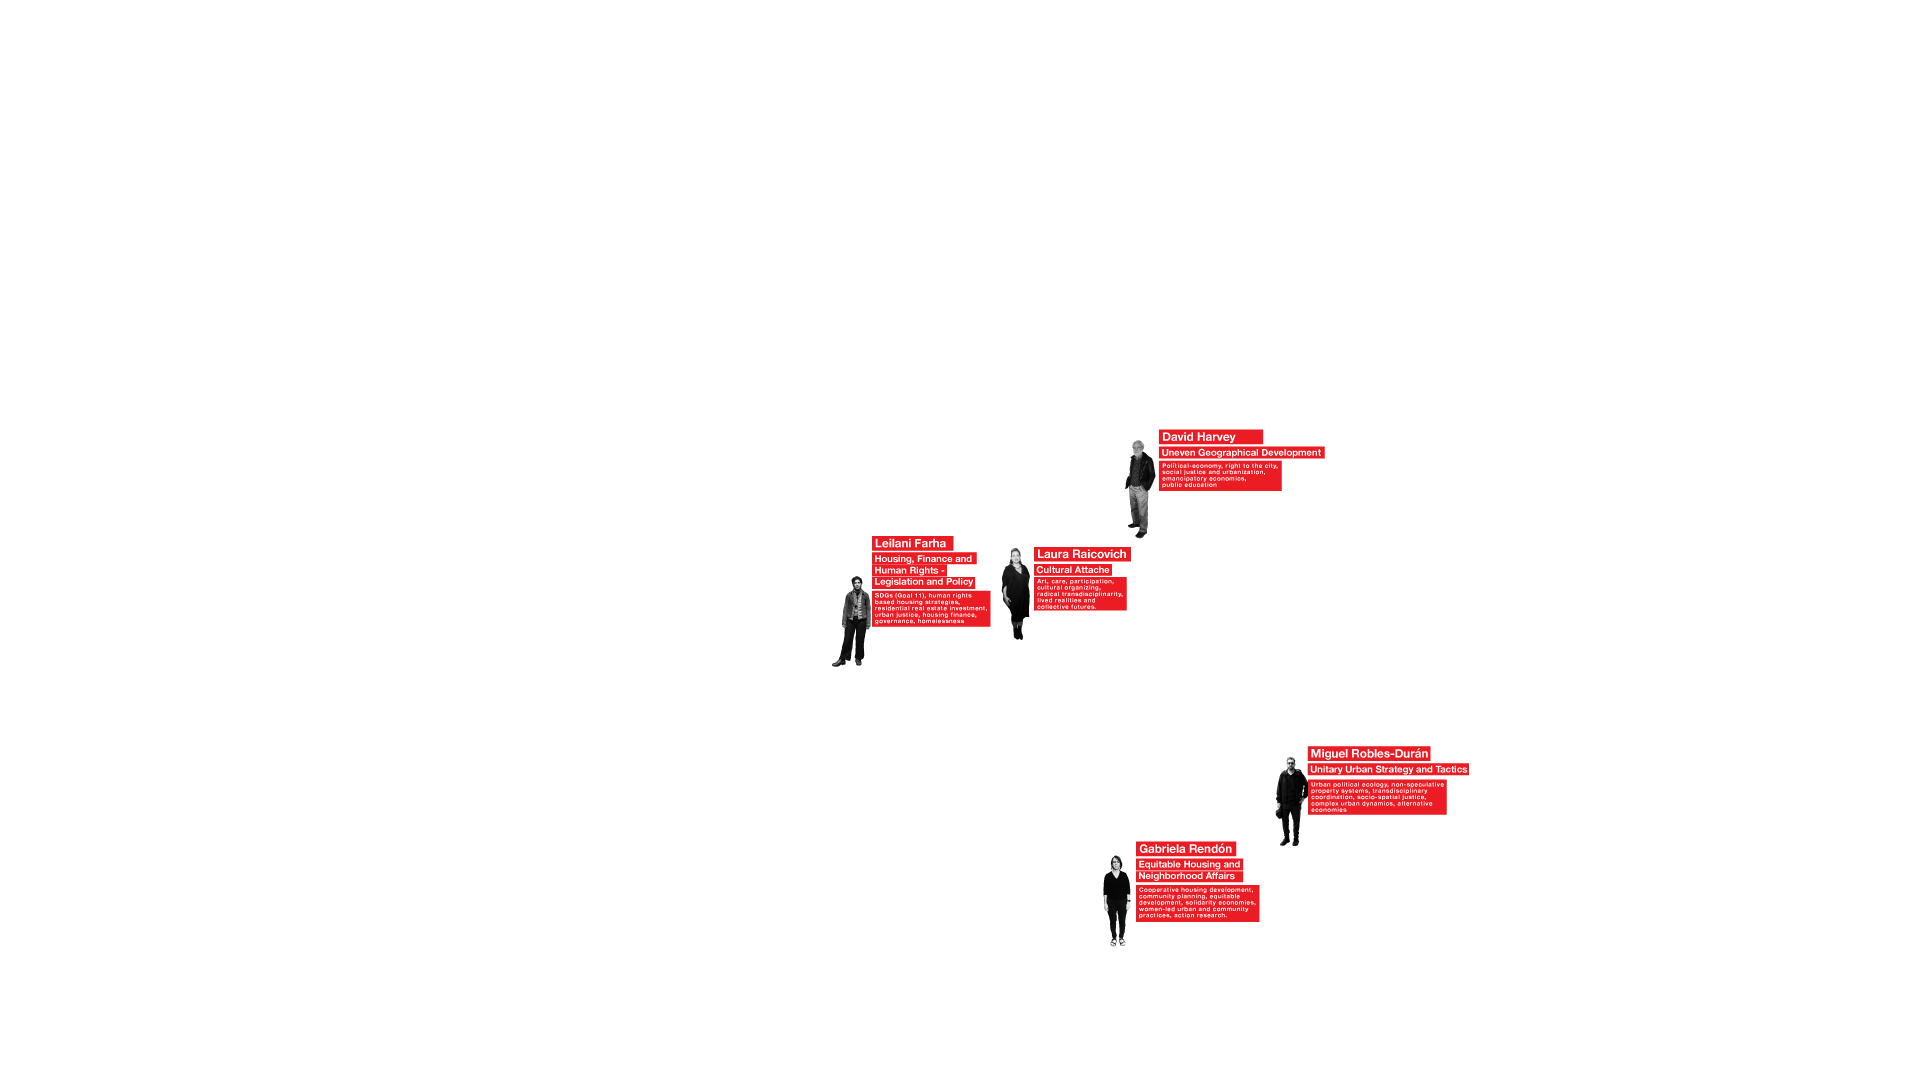 David Harvey
Uneven Geographical Development
Political-economy, right to the city,
social justice and urbanization,
emancipatory economics,
public education
Leilani Farha
Housing, Finance and
Human Rights -
Legislation and Policy
SDGs (Goal 11), human rights
based housing strategies,
residential real estate investment,
urban justice, housing finance,
governance, homelessness
Laura Raicovich
Cultural Attache
Art, care, participation,
cultural organizing,
radical transdisciplinarity,
lived realities and
collective futures.
Miguel Robles-Durán
Unitary Urban Strategy and Tactics
Urban political ecology, non-speculative
property systems, transdisciplinary
coordination, socio-spatial justice,
complex urban dynamics, alternative
economies
Gabriela Rendón
Equitable Housing and
Neighborhood Affairs
Cooperative housing development,
community planning, equitable
development, solidarity economies,
women-led urban and community
practices, action research.